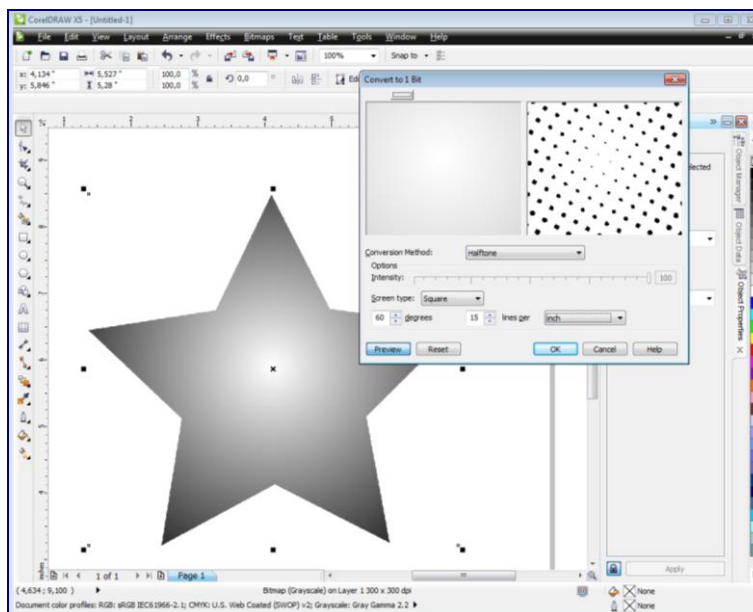 CorelDRAW X5 - [Untitled-1]
File Edit View Layout Arrange Effects Bitmaps Text Table Tools Window Help
100% Snap to
x: 4,134 " 5,527 " 100,0 % 0,0 °
y: 5,846 " 5,28 " 100,0 %
Convert to 1 Bit
Conversion Method: Halftone
Options
Intensity: 100
Screen type: Square
60 degrees 15 lines per inch
Preview Reset OK Cancel Help
Object Manager
Object Data
Object Properties
1 2 3 4 5
1 of 1 Page 1
Apply
( 4,634 ; 9,100 ) Bitmap (Grayscale) on Layer 1 300 x 300 dpi None
Document color profiles: RGB: sRGB IEC61966-2.1; CMYK: U.S. Web Coated (SWOP) v2; Grayscale: Gray Gamma 2.2 None